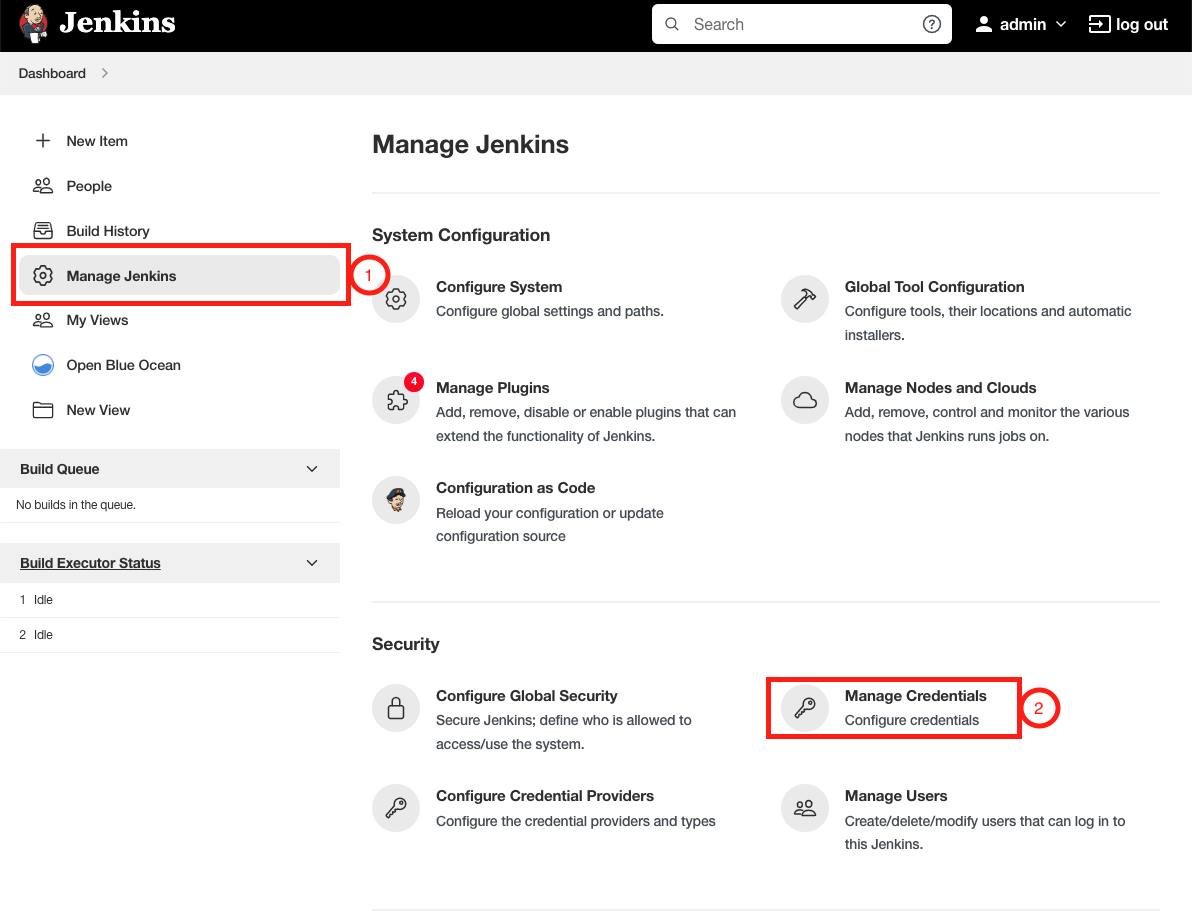 Jenkins
Search
admin
log out
Dashboard
New Item
People
Build History
Manage Jenkins
1
My Views
Open Blue Ocean
New View
Build Queue
No builds in the queue.
Build Executor Status
1 Idle
2 Idle
Manage Jenkins
System Configuration
Configure System
Configure global settings and paths.
Global Tool Configuration
Configure tools, their locations and automatic
installers.
4
Manage Plugins
Add, remove, disable or enable plugins that can
extend the functionality of Jenkins.
Manage Nodes and Clouds
Add, remove, control and monitor the various
nodes that Jenkins runs jobs on.
Configuration as Code
Reload your configuration or update
configuration source
Security
Configure Global Security
Secure Jenkins; define who is allowed to
access/use the system.
Manage Credentials
Configure credentials
2
Configure Credential Providers
Configure the credential providers and types
Manage Users
Create/delete/modify users that can log in to
this Jenkins.